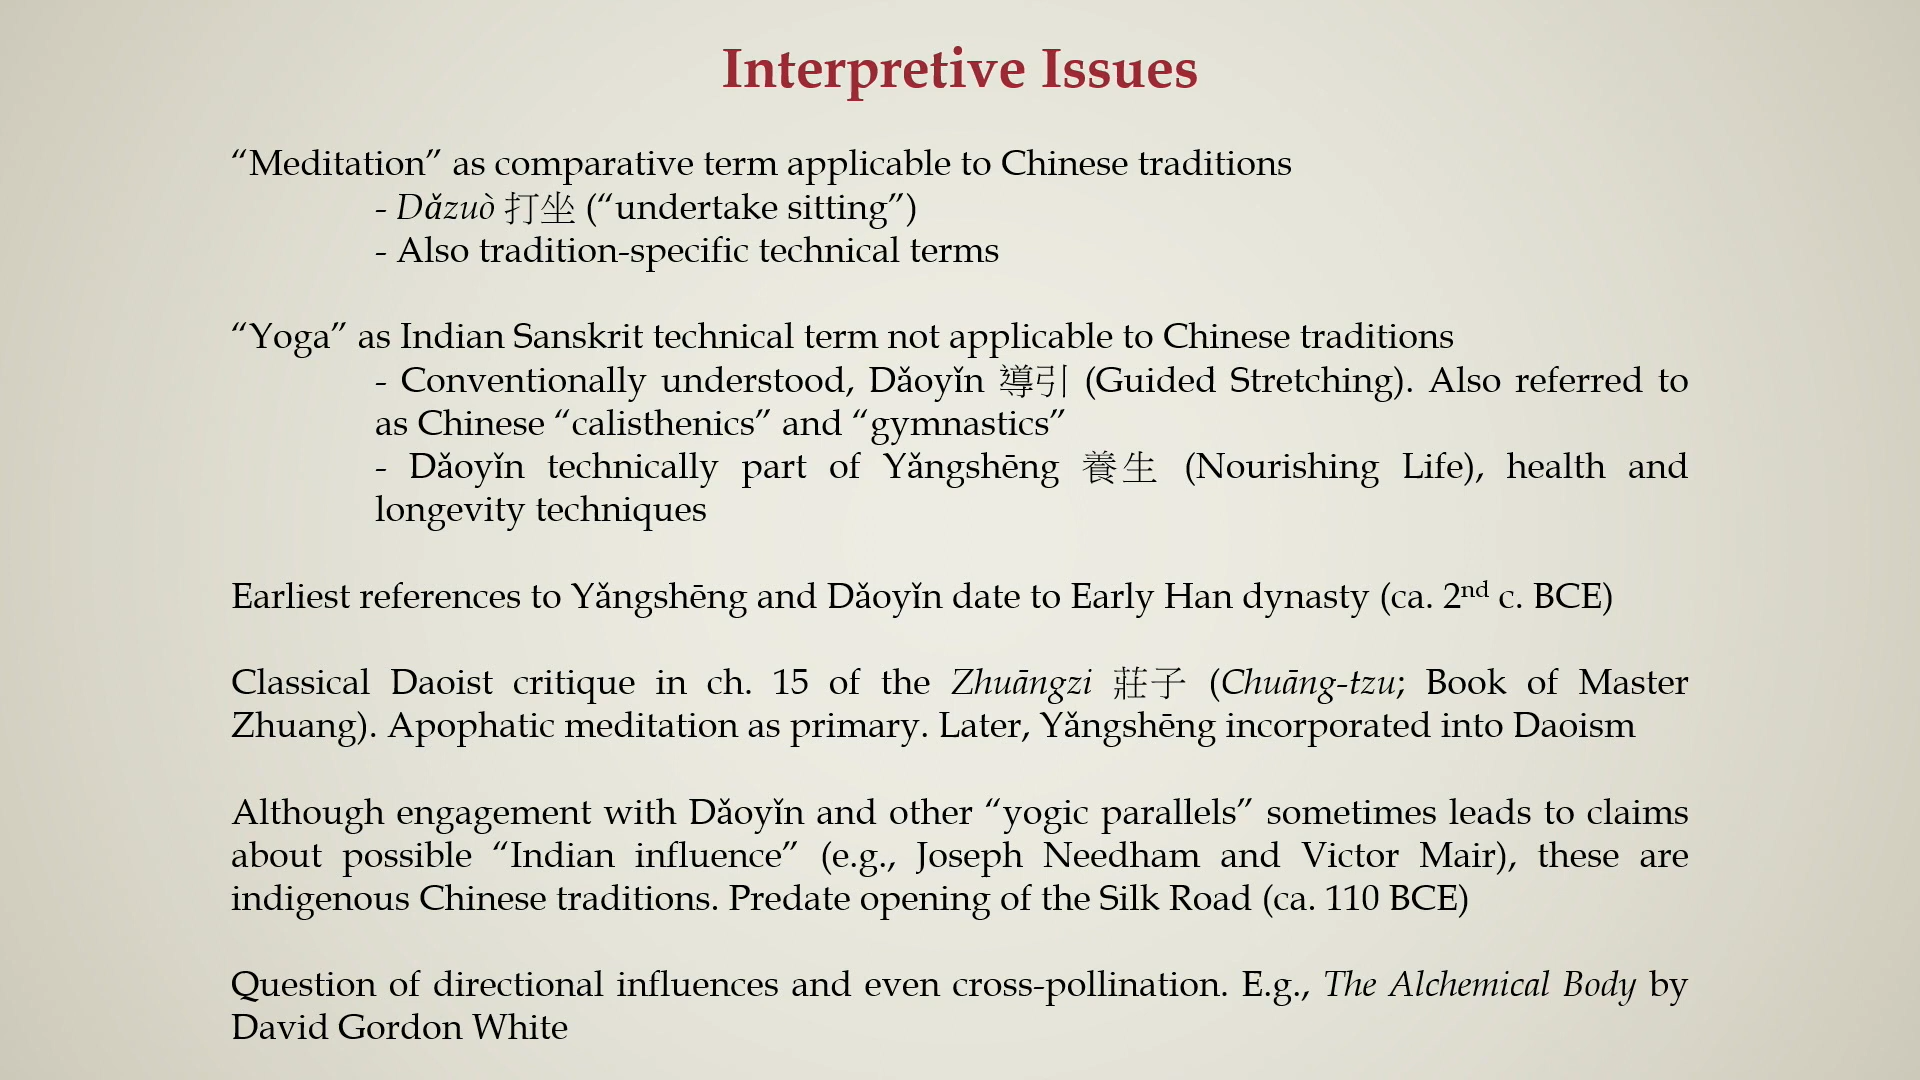 Interpretive Issues
“Meditation” as comparative term applicable to Chinese traditions
- Dǎzuò 打坐 (“undertake sitting”)
- Also tradition-specific technical terms
“Yoga” as Indian Sanskrit technical term not applicable to Chinese traditions
- Conventionally understood, Dǎoyǐn 導引 (Guided Stretching). Also referred to
as Chinese “calisthenics” and “gymnastics”
- Dǎoyǐn technically part of Yǎngshēng 養生 (Nourishing Life), health and
longevity techniques
Earliest references to Yǎngshēng and Dǎoyǐn date to Early Han dynasty (ca. 2nd c. BCE)
Classical Daoist critique in ch. 15 of the Zhuāngzi 莊子 (Chuāng-tzu; Book of Master
Zhuang). Apophatic meditation as primary. Later, Yǎngshēng incorporated into Daoism
Although engagement with Dǎoyǐn and other “yogic parallels” sometimes leads to claims
about possible “Indian influence” (e.g., Joseph Needham and Victor Mair), these are
indigenous Chinese traditions. Predate opening of the Silk Road (ca. 110 BCE)
Question of directional influences and even cross-pollination. E.g., The Alchemical Body by
David Gordon White